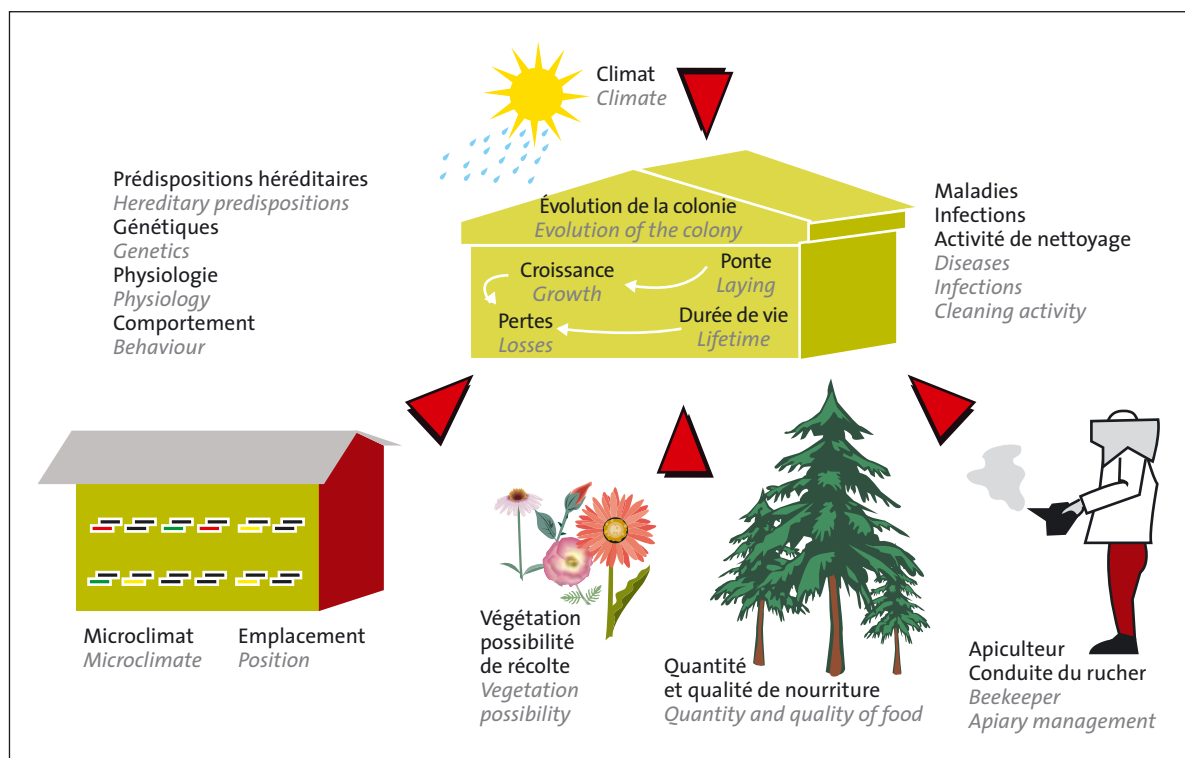 Climat
Climate
Prédispositions héréditaires
Hereditary predispositions
Génétiques
Genetics
Physiologie
Physiology
Comportement
Behaviour
Évolution de la colonie
Evolution of the colony
Croissance
Growth
Ponte
Laying
Pertes
Losses
Durée de vie
Lifetime
Maladies
Infections
Activité de nettoyage
Diseases
Infections
Cleaning activity
Microclimat
Microclimate
Emplacement
Position
Végétation
possibilité
de récolte
Vegetation
possibility
Quantité
et qualité de nourriture
Quantity and quality of food
Apiculteur
Conduite du rucher
Beekeeper
Apiary management